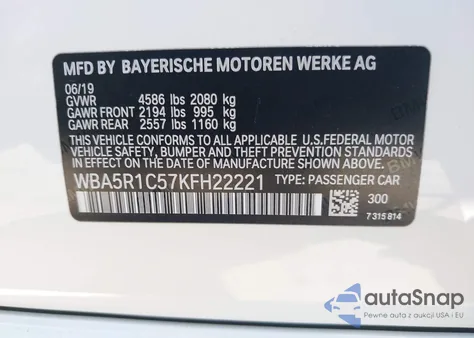 MFD BY BAYERISCHE MOTOREN WERKE AG
06/19
GVWR 4586 lbs 2080 kg
GAWR FRONT 2194 lbs 995 kg
GAWR REAR 2557 lbs 1160 kg
THIS VEHICLE CONFORMS TO ALL APPLICABLE U.S. FEDERAL MOTOR
VEHICLE SAFETY, BUMPER AND THEFT PREVENTION STANDARDS
IN EFFECT ON THE DATE OF MANUFACTURE SHOWN ABOVE.
WBA5R1C57KFH22221 TYPE: PASSENGER CAR
300
7 315 814
autoSnap
Pewne auta z USA i EU